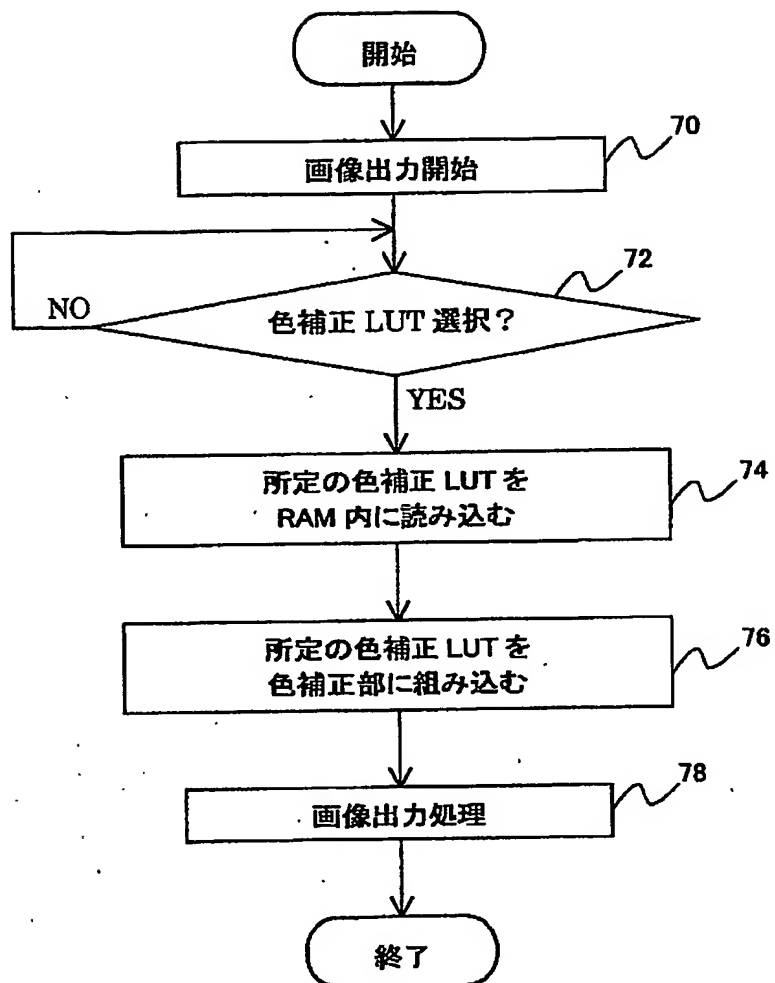 開始
70
画像出力開始
72
色補正 LUT 選択？
NO
YES
74
所定の色補正 LUT を
RAM 内に読み込む
76
所定の色補正 LUT を
色補正部に組み込む
78
画像出力処理
終了